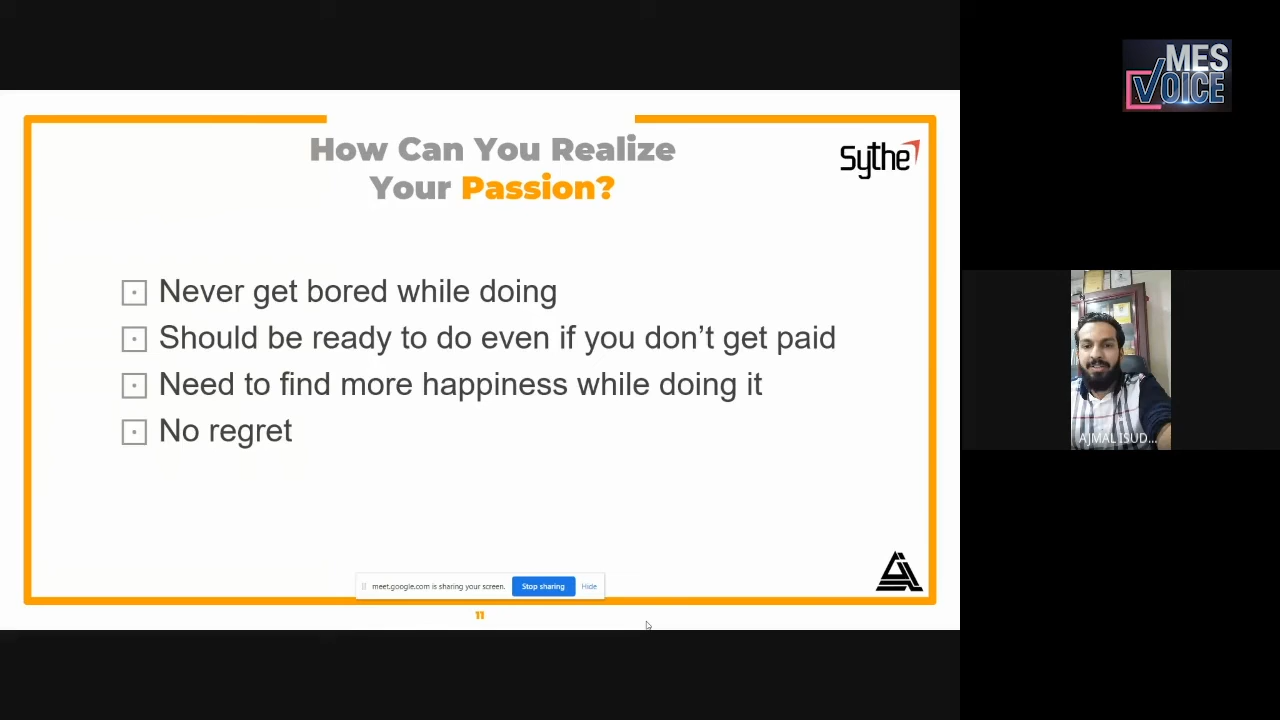 How Can You Realize
Your Passion?
Sythe
Never get bored while doing
Should be ready to do even if you don’t get paid
Need to find more happiness while doing it
No regret
meet.google.com is sharing your screen.
Stop sharing
Hide
11
MES
VOICE
AJMAL ISUD...